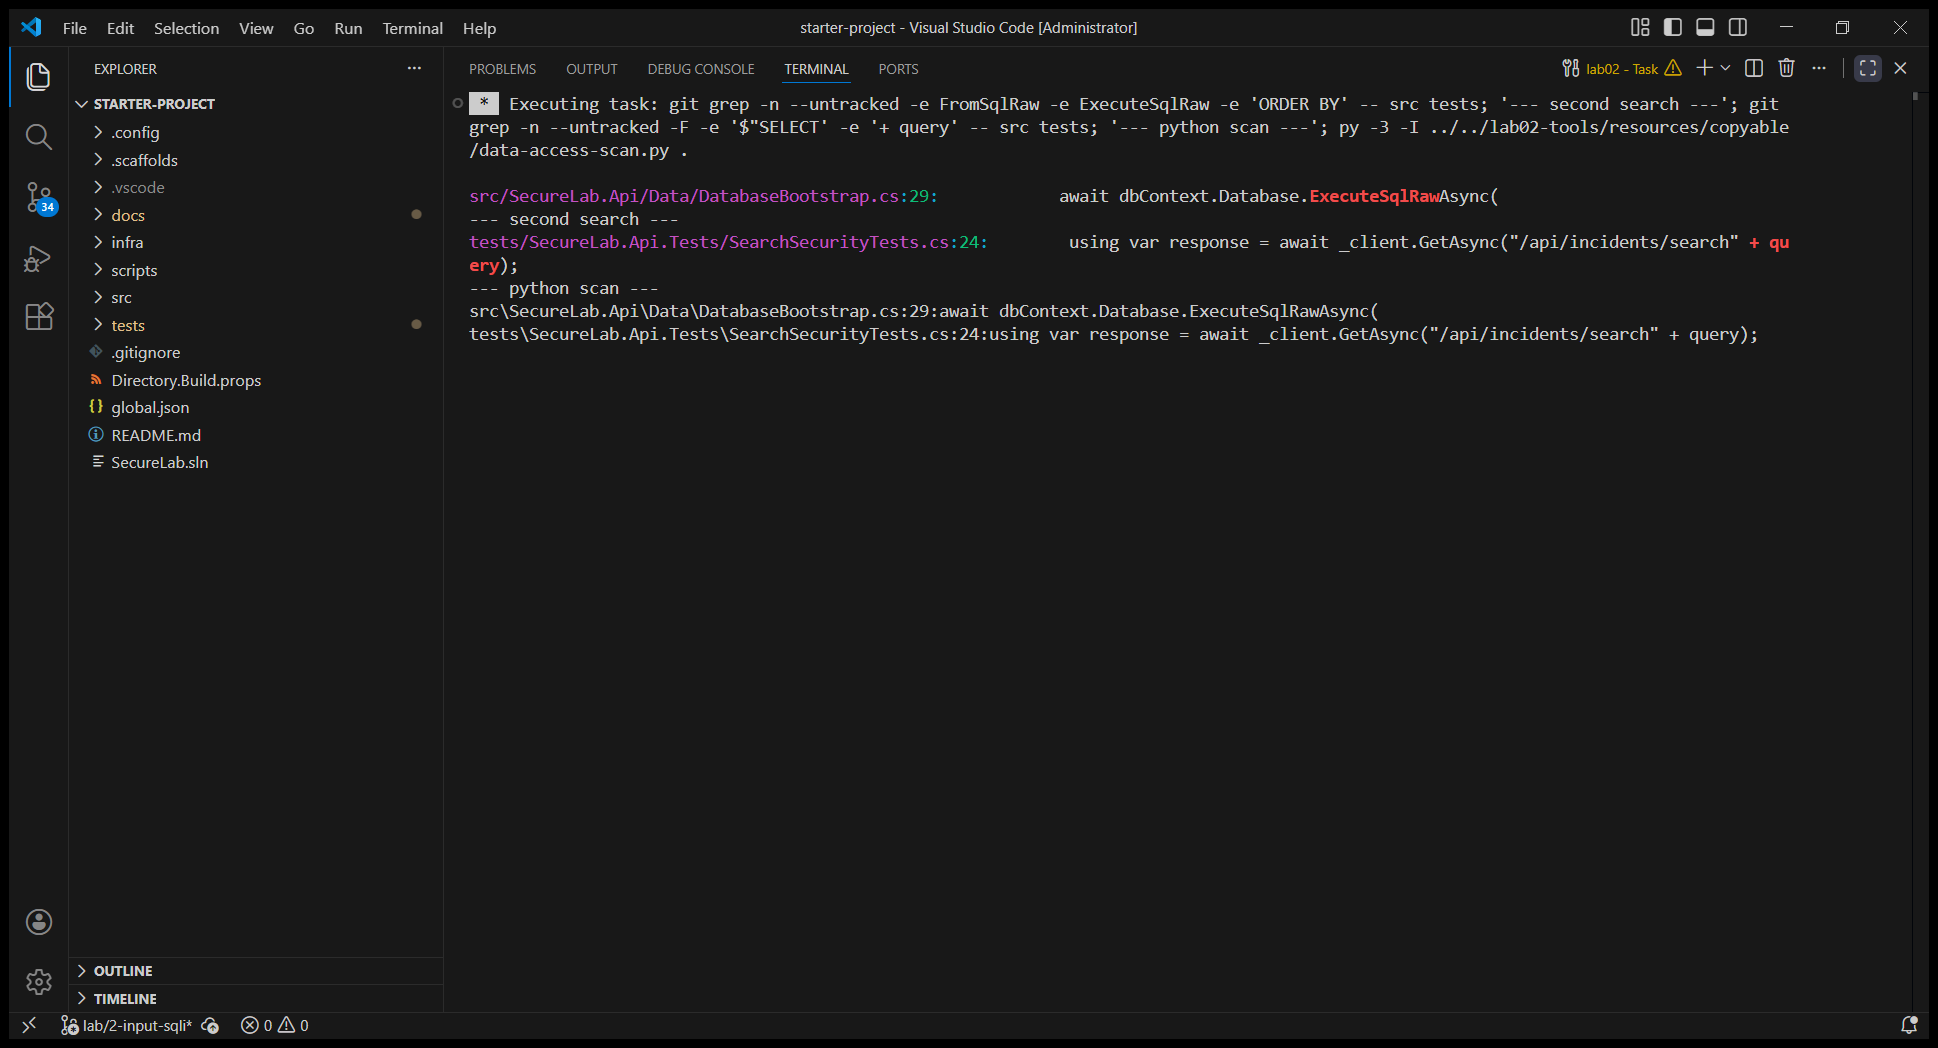 File Edit Selection View Go Run Terminal Help
starter-project - Visual Studio Code [Administrator]
EXPLORER
STARTER-PROJECT
.config
.scaffolds
.vscode
docs
infra
scripts
src
tests
.gitignore
Directory.Build.props
global.json
README.md
SecureLab.sln
OUTLINE
TIMELINE
34
PROBLEMS OUTPUT DEBUG CONSOLE TERMINAL PORTS
lab02 - Task
* Executing task: git grep -n --untracked -e FromSqlRaw -e ExecuteSqlRaw -e 'ORDER BY' -- src tests; '--- second search ---'; git
grep -n --untracked -F -e '$"SELECT' -e '+ query' -- src tests; '--- python scan ---'; py -3 -I ../../lab02-tools/resources/copyable
/data-access-scan.py .
src/SecureLab.Api/Data/DatabaseBootstrap.cs:29:            await dbContext.Database.ExecuteSqlRawAsync(
--- second search ---
tests/SecureLab.Api.Tests/SearchSecurityTests.cs:24:        using var response = await _client.GetAsync("/api/incidents/search" + qu
ery);
--- python scan ---
src\SecureLab.Api\Data\DatabaseBootstrap.cs:29:await dbContext.Database.ExecuteSqlRawAsync(
tests\SecureLab.Api.Tests\SearchSecurityTests.cs:24:using var response = await _client.GetAsync("/api/incidents/search" + query);
lab/2-input-sqli* 0 0